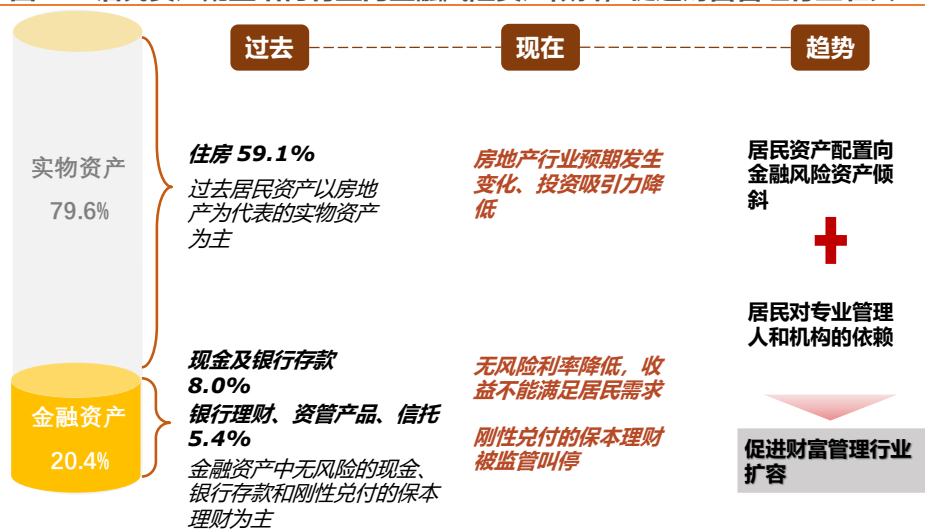 过去
现在
趋势
实物资产
79.6%
住房 59.1%
过去居民资产以房地
产为代表的实物资产
为主
房地产行业预期发生
变化、投资吸引力降
低
居民资产配置向
金融风险资产倾
斜
居民对专业管理
人和机构的依赖
金融资产
20.4%
现金及银行存款
8.0%
银行理财、资管产品、信托
5.4%
金融资产中无风险的现金、
银行存款和刚性兑付的保本
理财为主
无风险利率降低，收
益不能满足居民需求
刚性兑付的保本理财
被监管叫停
促进财富管理行业
扩容